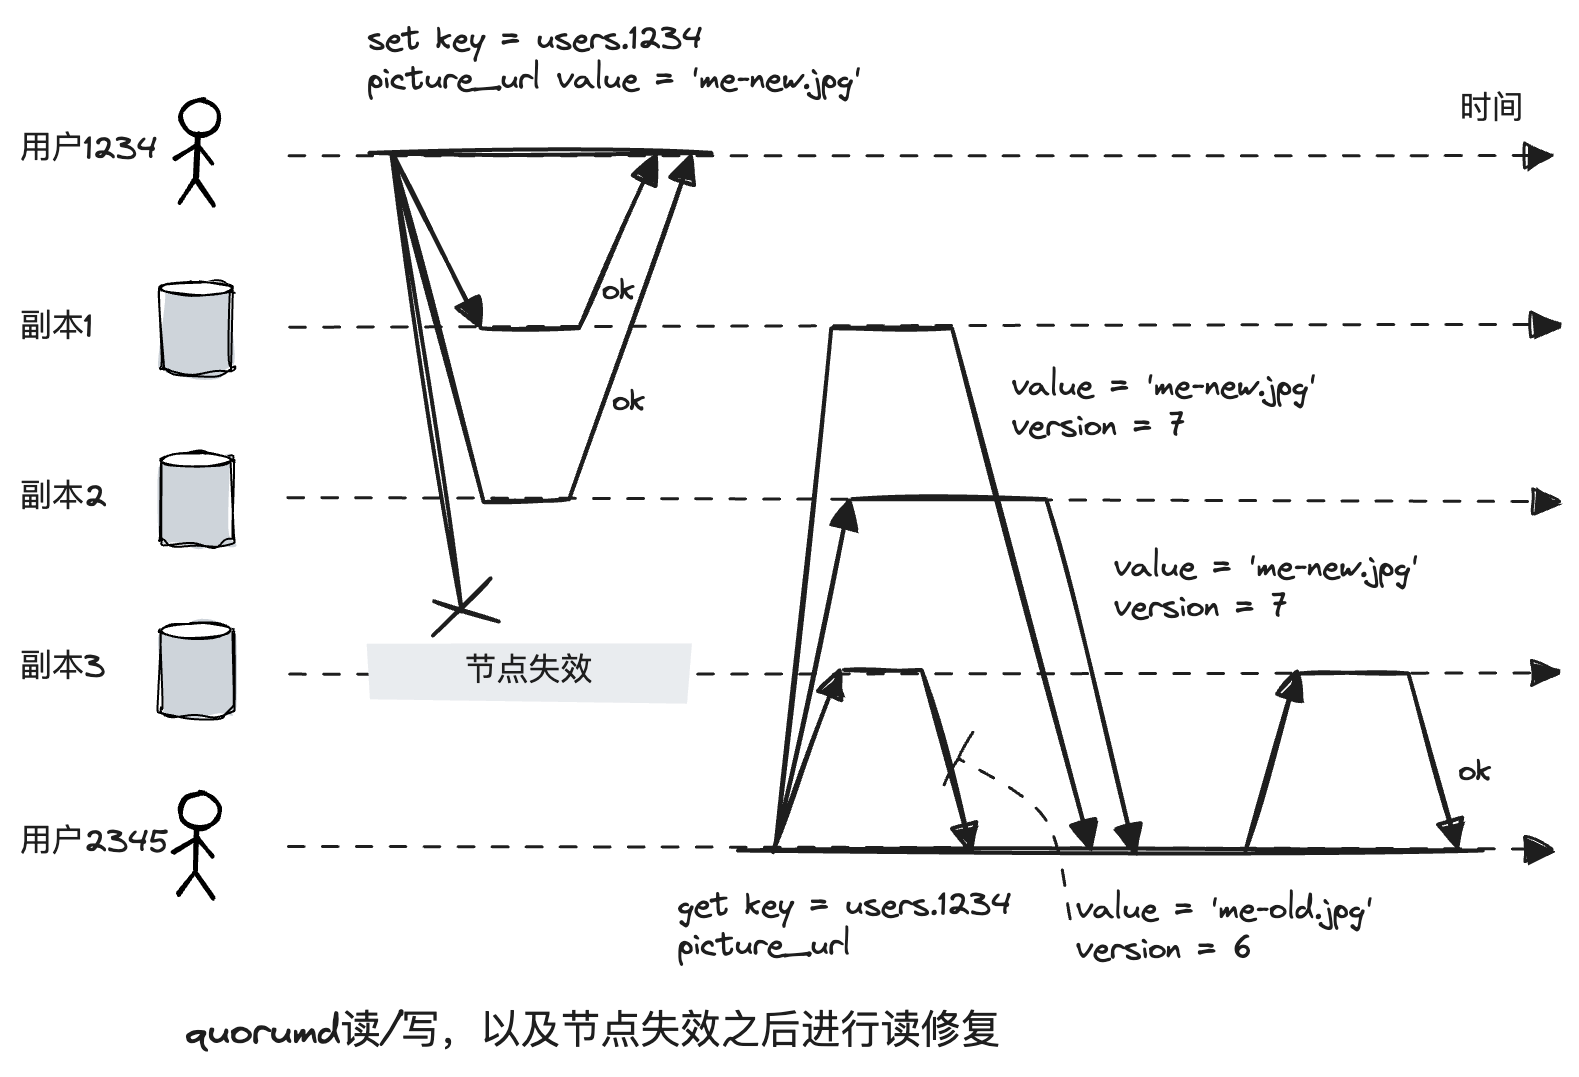 set key = users.1234
picture_url value = 'me-new.jpg'
时间
用户1234
ok
副本1
value = 'me-new.jpg'
version = 7
ok
副本2
value = 'me-new.jpg'
version = 7
副本3
节点失效
ok
用户2345
get key = users.1234
picture_url
value = 'me-old.jpg'
version = 6
quorumd读/写，以及节点失效之后进行读修复